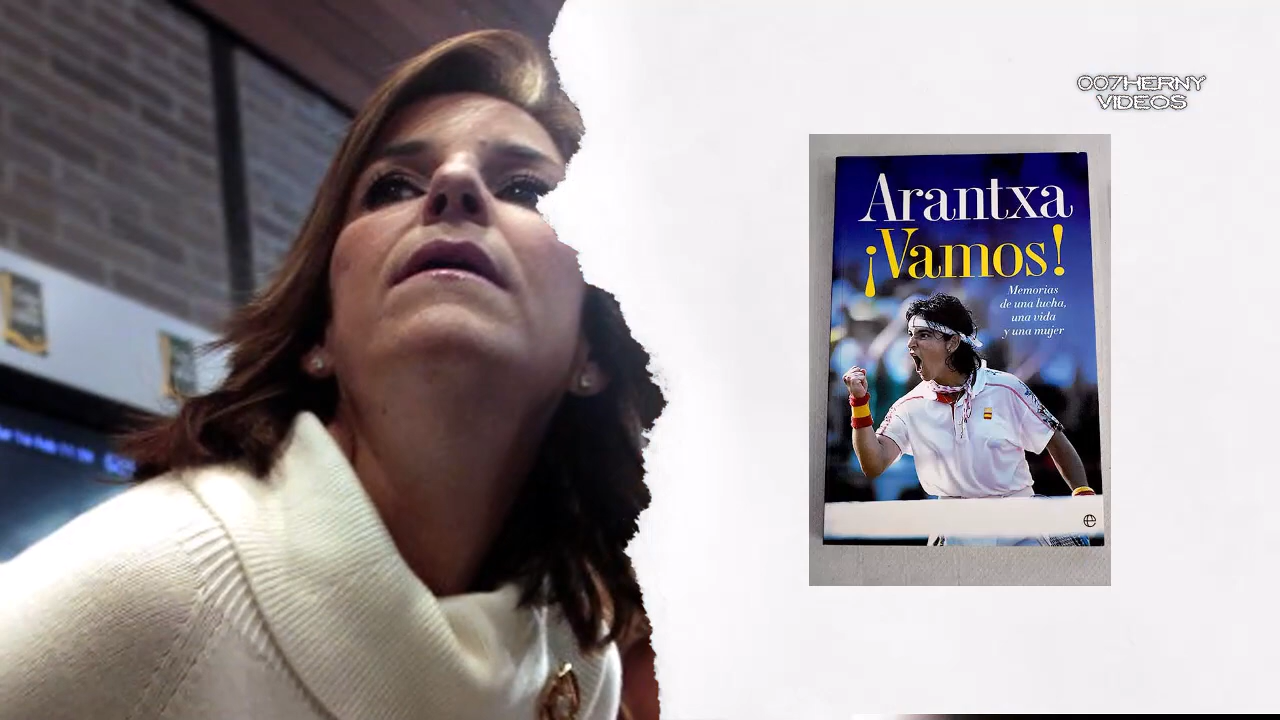 007HERNY
VIDEOS
Arantxa
¡Vamos!
Memorias
de una lucha,
una vida
y una mujer